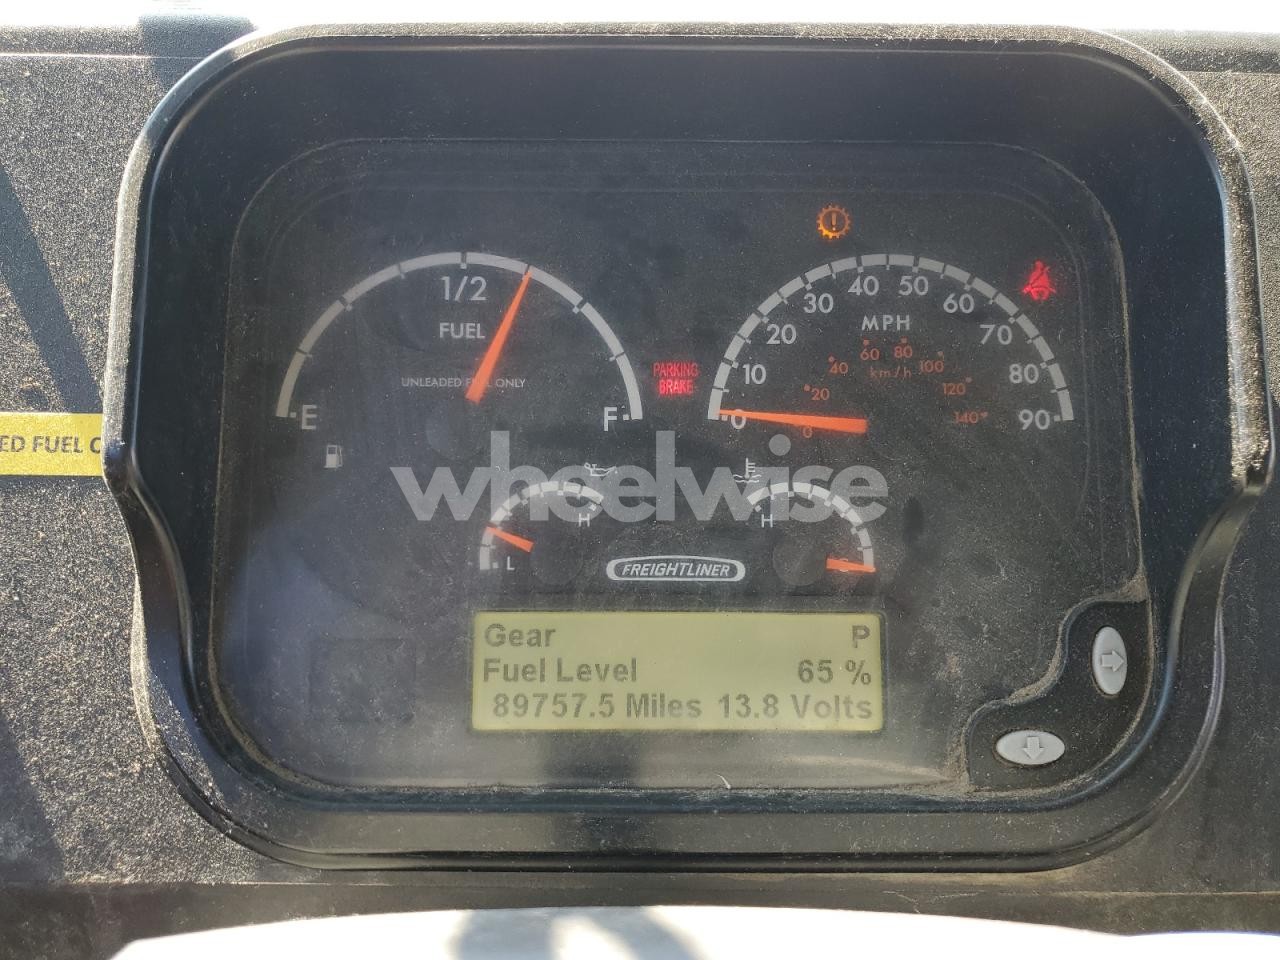 1/2
FUEL
UNLEADED FUEL ONLY
E
F
PARKING
BRAKE
0 10 20 30 40 50 60 70 80 90
MPH
0 20 40 60 80 100 120 140
km/h
ED FUEL O
wheelwise
L
H
H
FREIGHTLINER
Gear P
Fuel Level 65 %
89757.5 Miles 13.8 Volts